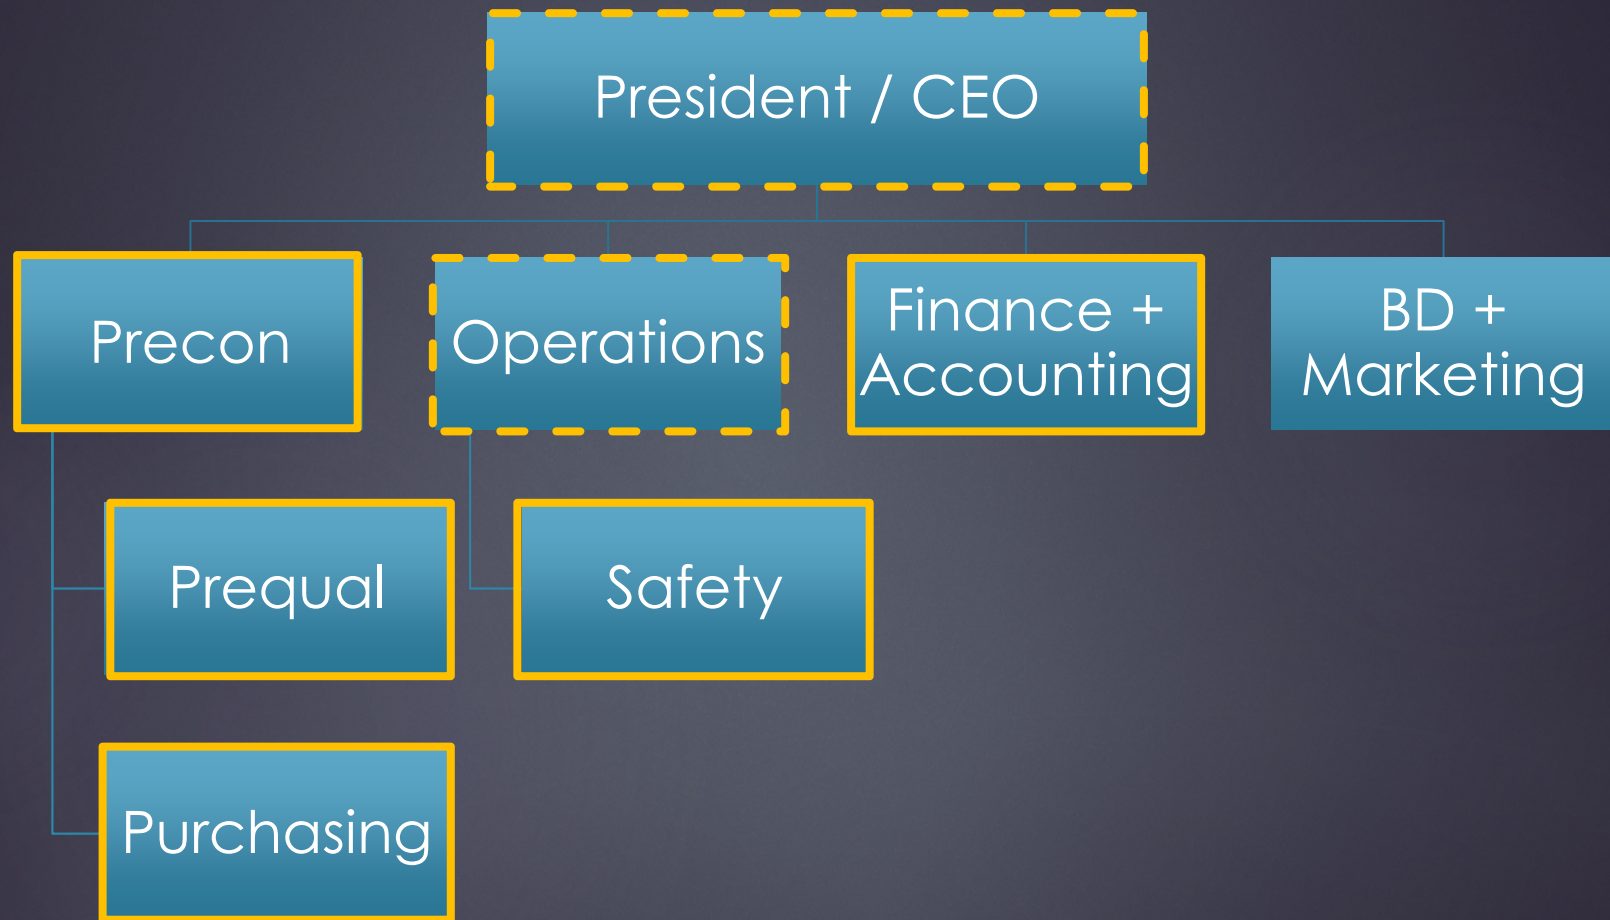 President / CEO
Precon
Operations
Finance +
Accounting
BD +
Marketing
Prequal
Safety
Purchasing